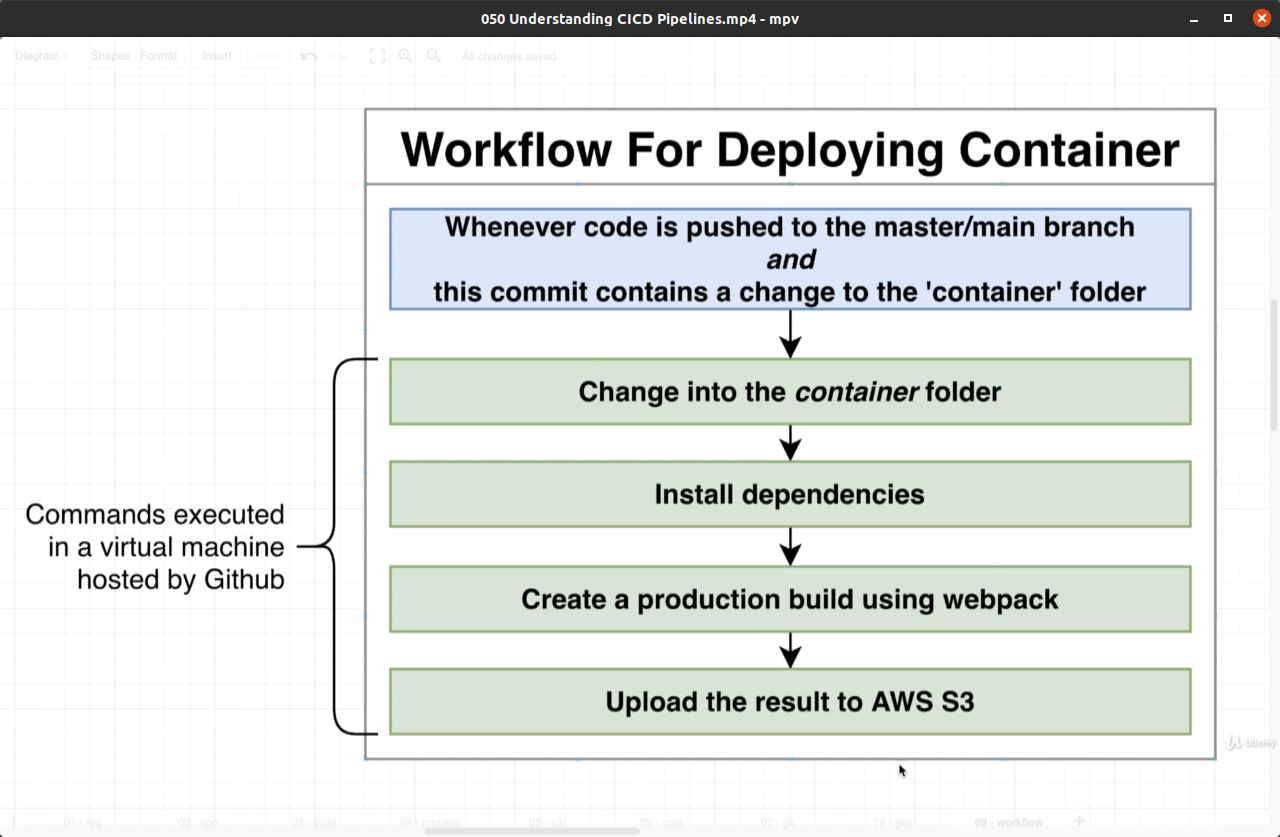 050 Understanding CICD Pipelines.mp4 - mpv
Diagram Shapes Format Insert Delete All changes saved
Workflow For Deploying Container
Whenever code is pushed to the master/main branch
and
this commit contains a change to the 'container' folder
Change into the container folder
Install dependencies
Commands executed
in a virtual machine
hosted by Github
Create a production build using webpack
Upload the result to AWS S3
Udemy
01 - req 02 - app 03 - build 04 - process 05 - s3 06 - cost 07 - git 08 - gha 09 - workflow